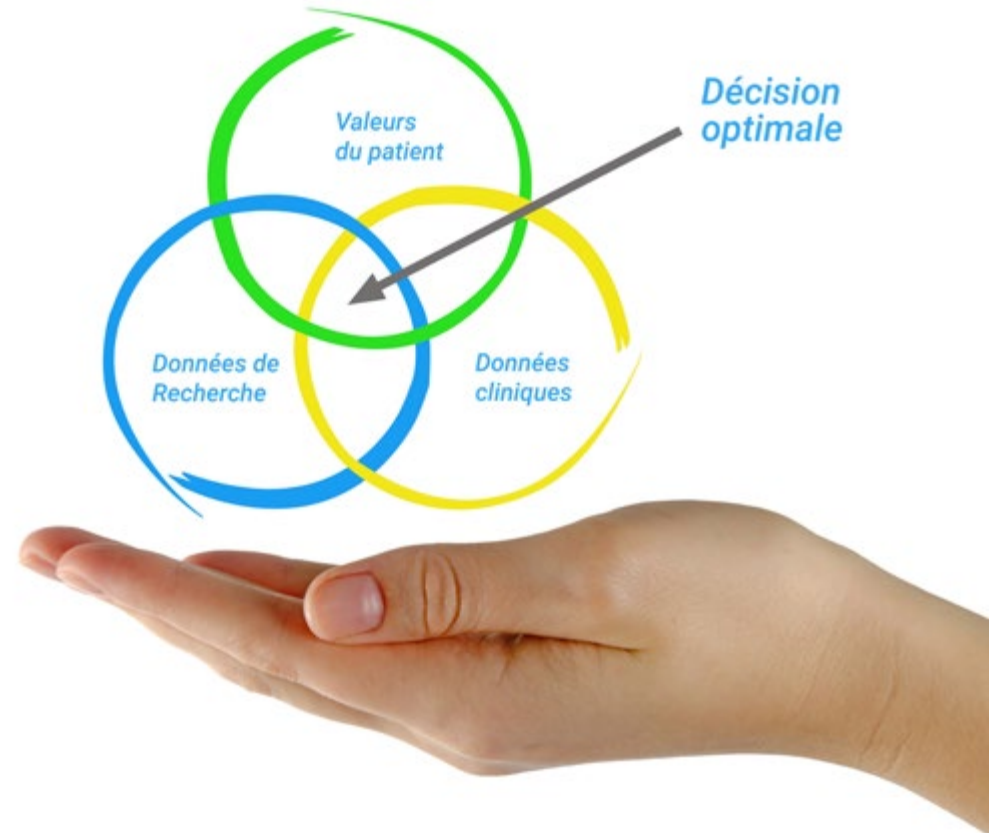 Décision
optimale
Valeurs
du patient
Données de
Recherche
Données
cliniques